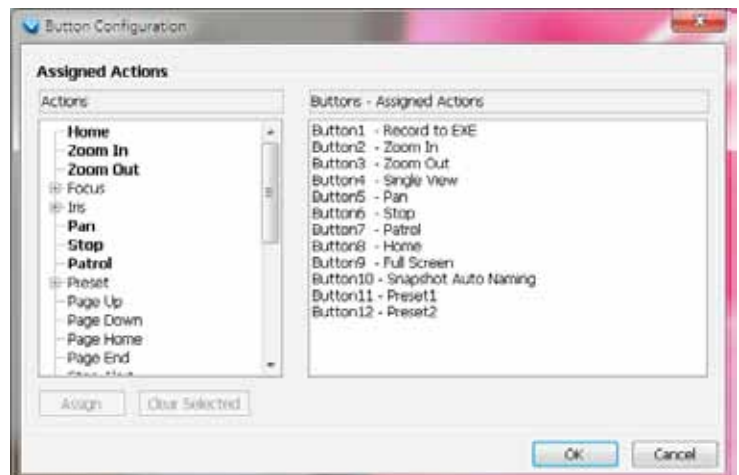 Button Configuration
Assigned Actions
Actions
Home
Zoom In
Zoom Out
Focus
Iris
Pan
Stop
Patrol
Preset
Page Up
Page Down
Page Home
Page End
Buttons - Assigned Actions
Button1 - Record to EXE
Button2 - Zoom In
Button3 - Zoom Out
Button4 - Single View
Button5 - Pan
Button6 - Stop
Button7 - Patrol
Button8 - Home
Button9 - Full Screen
Button10 - Snapshot Auto Naming
Button11 - Preset1
Button12 - Preset2
Assign
Clear Selected
OK
Cancel